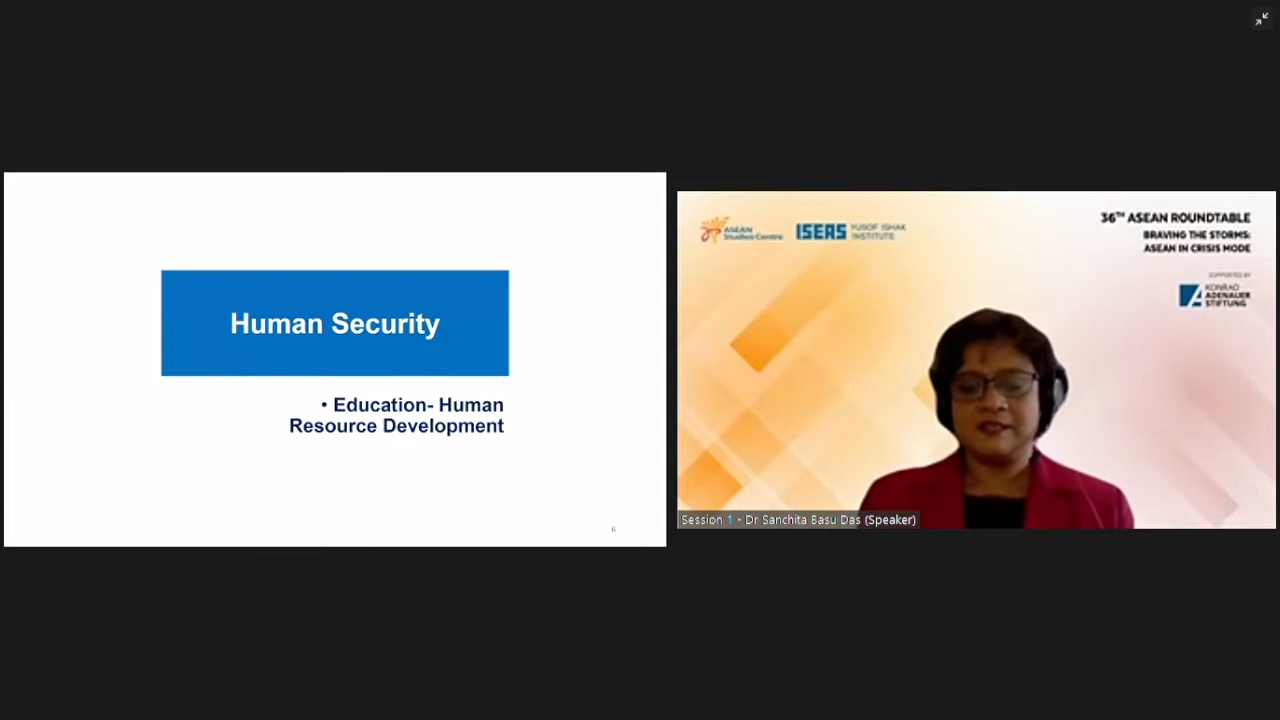 Human Security
• Education- Human
Resource Development
6
ASEAN
Studies Centre
ISEAS YUSOF ISHAK
INSTITUTE
36TH ASEAN ROUNDTABLE
BRAVING THE STORMS:
ASEAN IN CRISIS MODE
SUPPORTED BY
KONRAD
ADENAUER
STIFTUNG
Session 1 - Dr Sanchita Basu Das (Speaker)